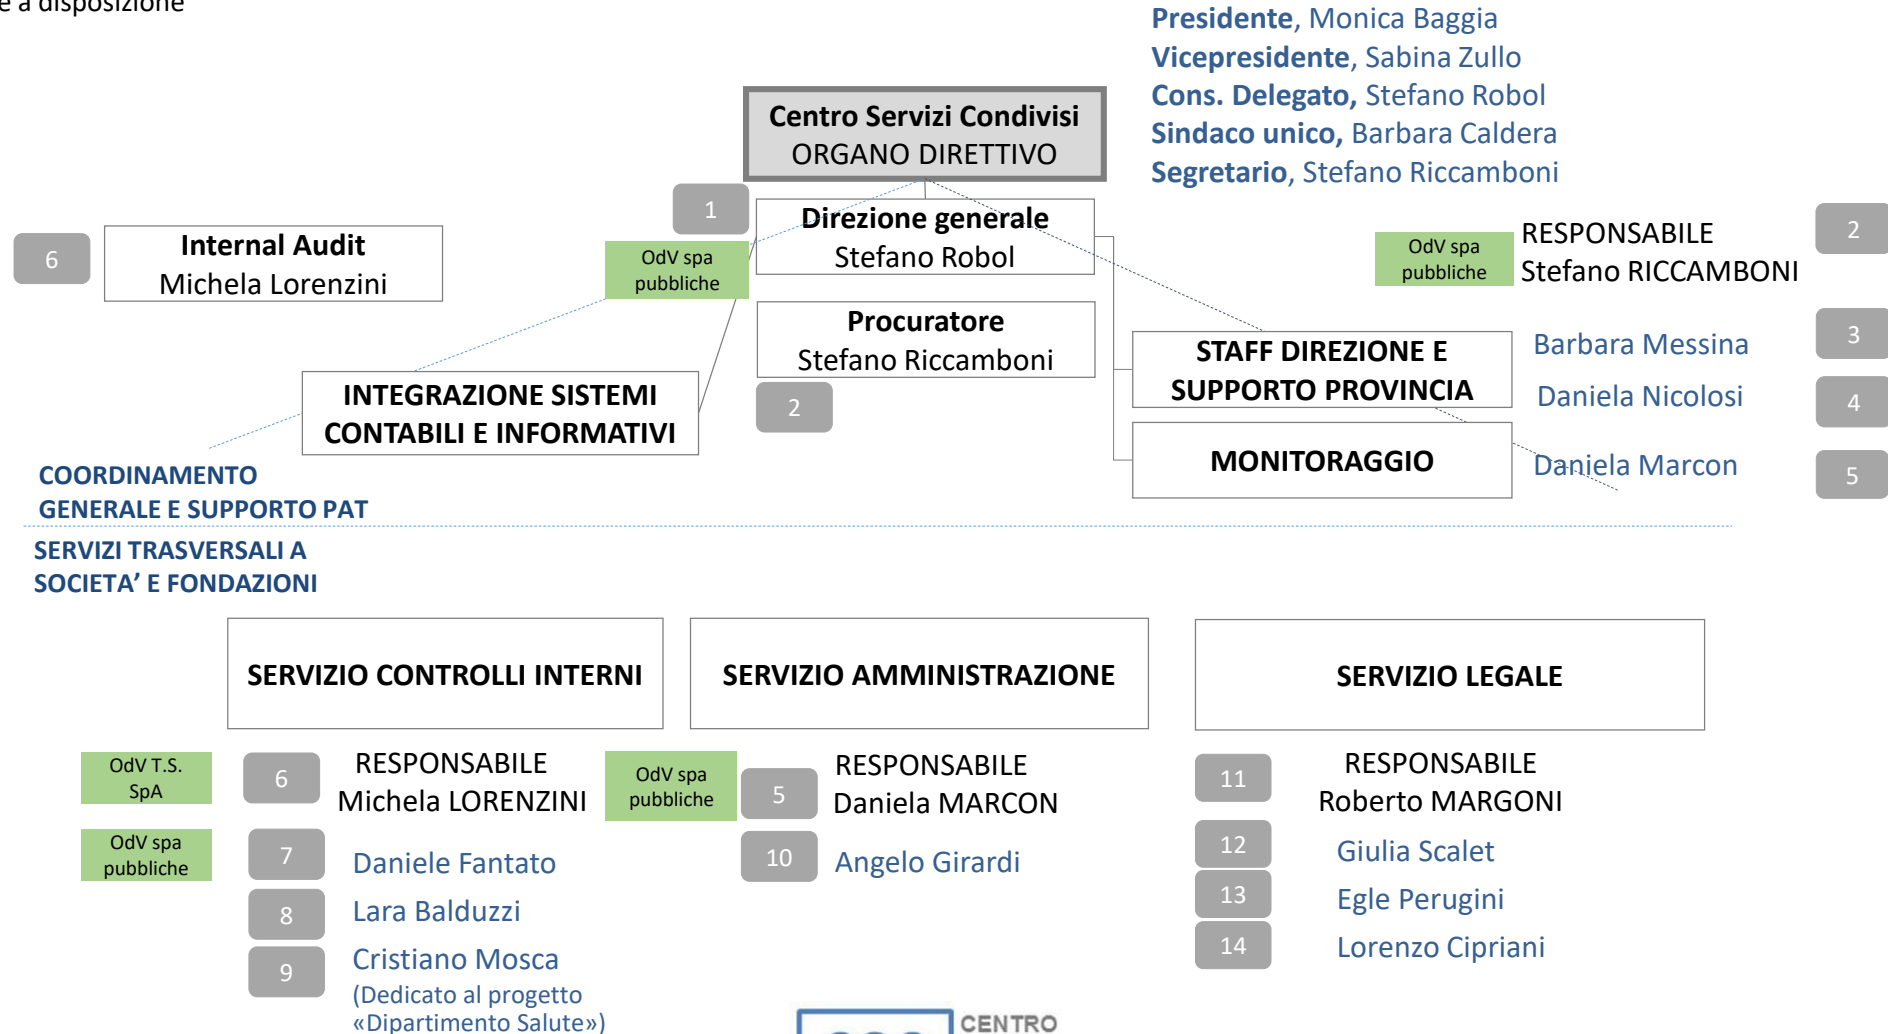 e a disposizione
Presidente, Monica Baggia
Vicepresidente, Sabina Zullo
Cons. Delegato, Stefano Robol
Sindaco unico, Barbara Caldera
Segretario, Stefano Riccamboni
Centro Servizi Condivisi
ORGANO DIRETTIVO
1
Direzione generale
Stefano Robol
OdV spa
pubbliche
6
Internal Audit
Michela Lorenzini
OdV spa
pubbliche
RESPONSABILE
Stefano RICCAMBONI
2
Procuratore
Stefano Riccamboni
2
STAFF DIREZIONE E
SUPPORTO PROVINCIA
Barbara Messina
3
Daniela Nicolosi
4
INTEGRAZIONE SISTEMI
CONTABILI E INFORMATIVI
MONITORAGGIO
Daniela Marcon
5
COORDINAMENTO
GENERALE E SUPPORTO PAT
SERVIZI TRASVERSALI A
SOCIETA’ E FONDAZIONI
SERVIZIO CONTROLLI INTERNI
OdV T.S.
SpA
6
RESPONSABILE
Michela LORENZINI
OdV spa
pubbliche
7
Daniele Fantato
8
Lara Balduzzi
9
Cristiano Mosca
(Dedicato al progetto
«Dipartimento Salute»)
SERVIZIO AMMINISTRAZIONE
OdV spa
pubbliche
5
RESPONSABILE
Daniela MARCON
10
Angelo Girardi
SERVIZIO LEGALE
11
RESPONSABILE
Roberto MARGONI
12
Giulia Scalet
13
Egle Perugini
14
Lorenzo Cipriani
CENTRO